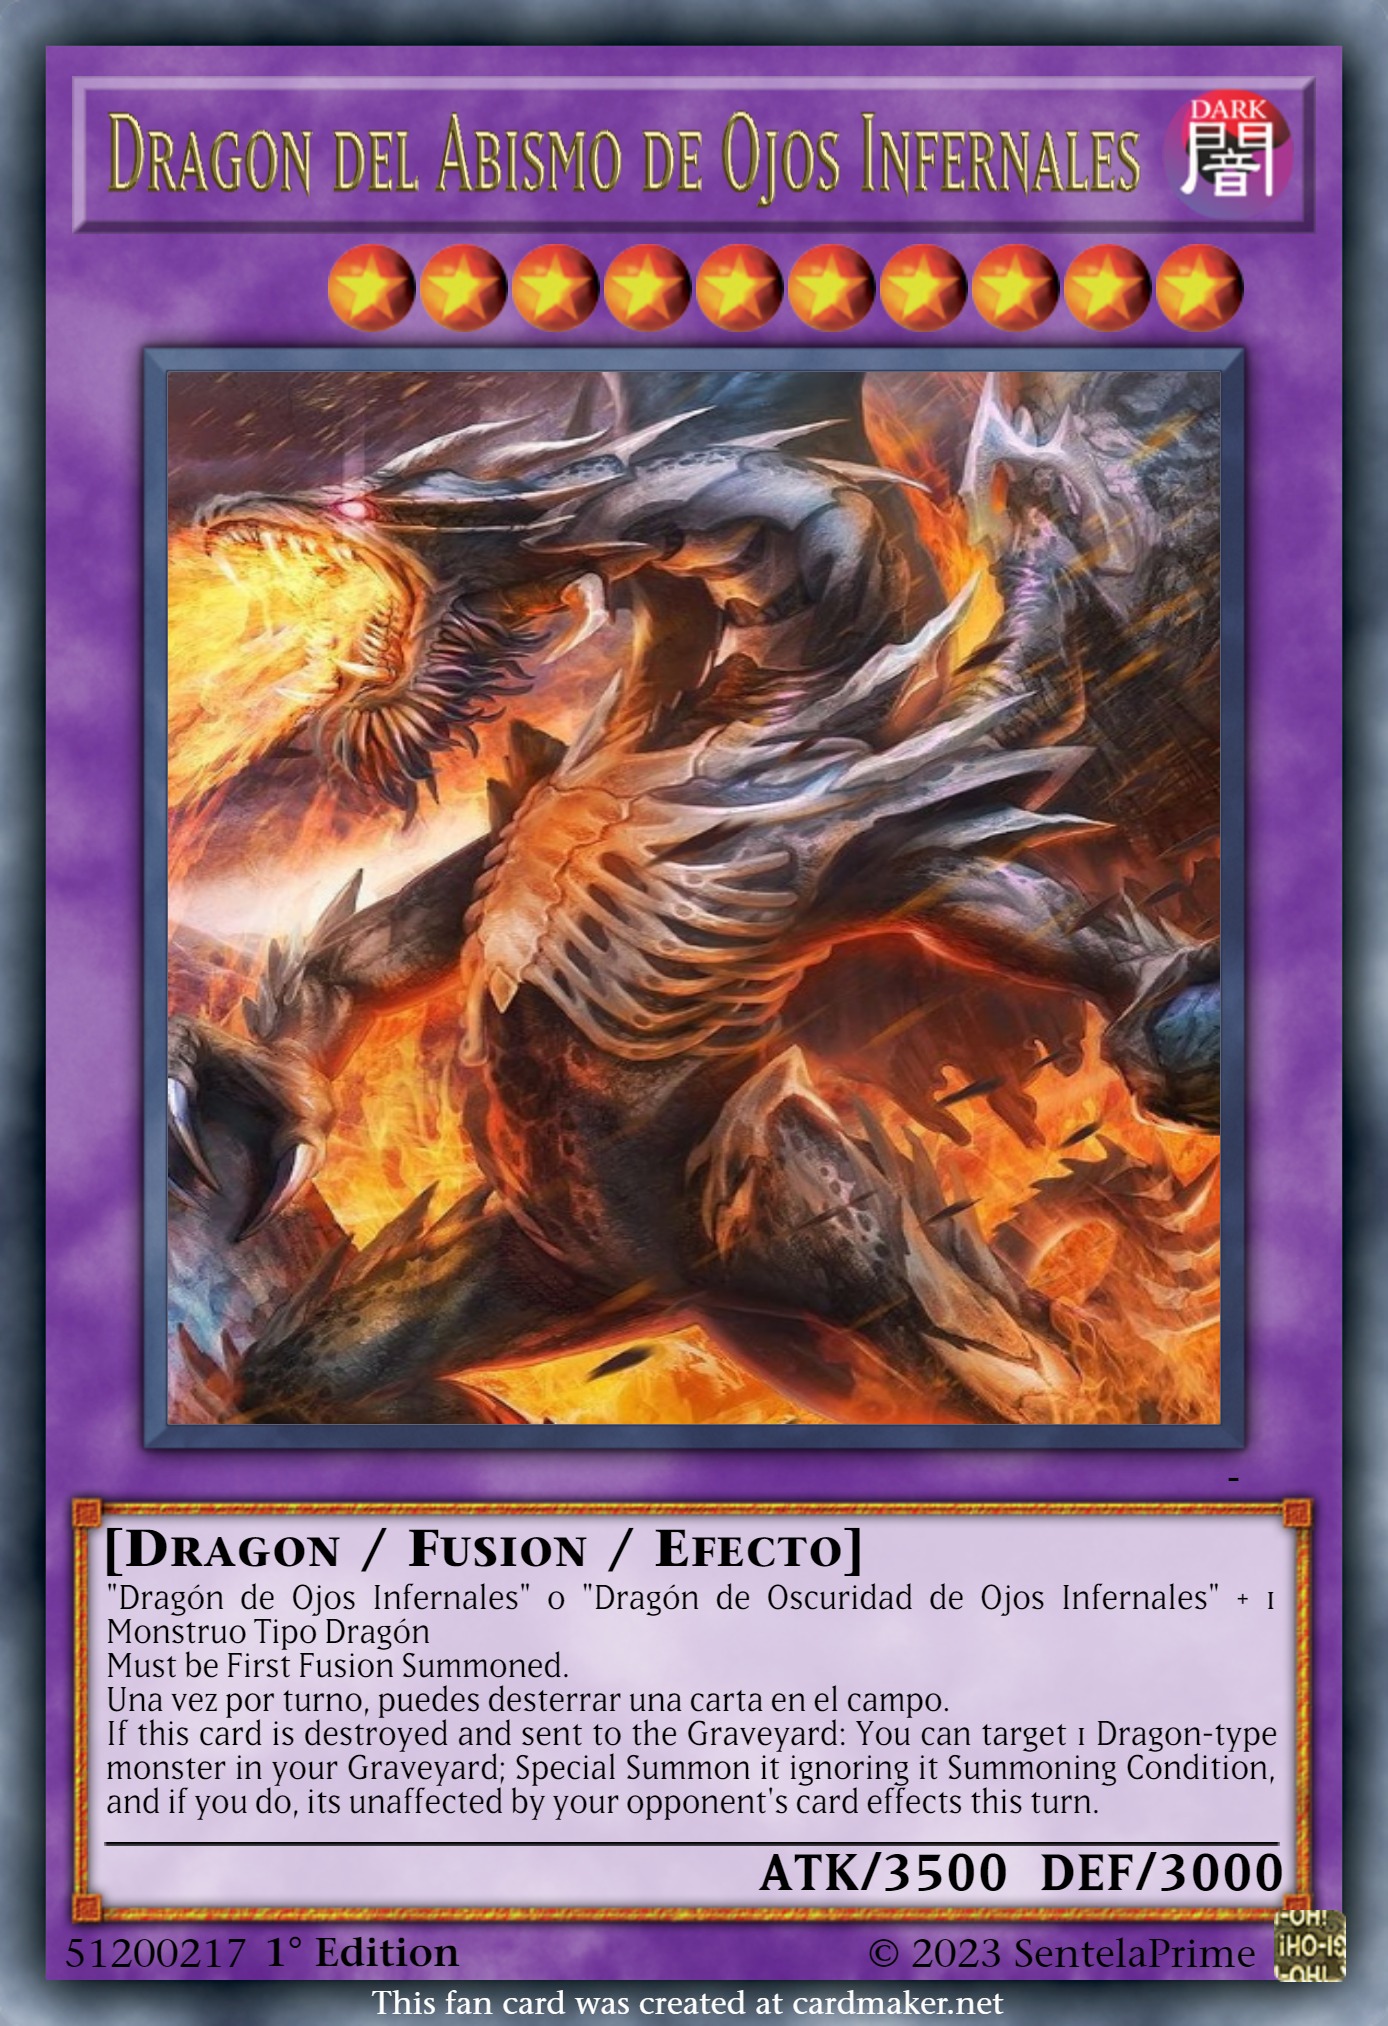 Dragon del Abismo de Ojos Infernales
DARK
闇
-
[Dragon / Fusion / Efecto]
"Dragón de Ojos Infernales" o "Dragón de Oscuridad de Ojos Infernales" + 1
Monstruo Tipo Dragón
Must be First Fusion Summoned.
Una vez por turno, puedes desterrar una carta en el campo.
If this card is destroyed and sent to the Graveyard: You can target 1 Dragon-type
monster in your Graveyard; Special Summon it ignoring it Summoning Condition,
and if you do, its unaffected by your opponent's card effects this turn.
ATK/3500 DEF/3000
51200217 1° Edition
© 2023 SentelaPrime
This fan card was created at cardmaker.net